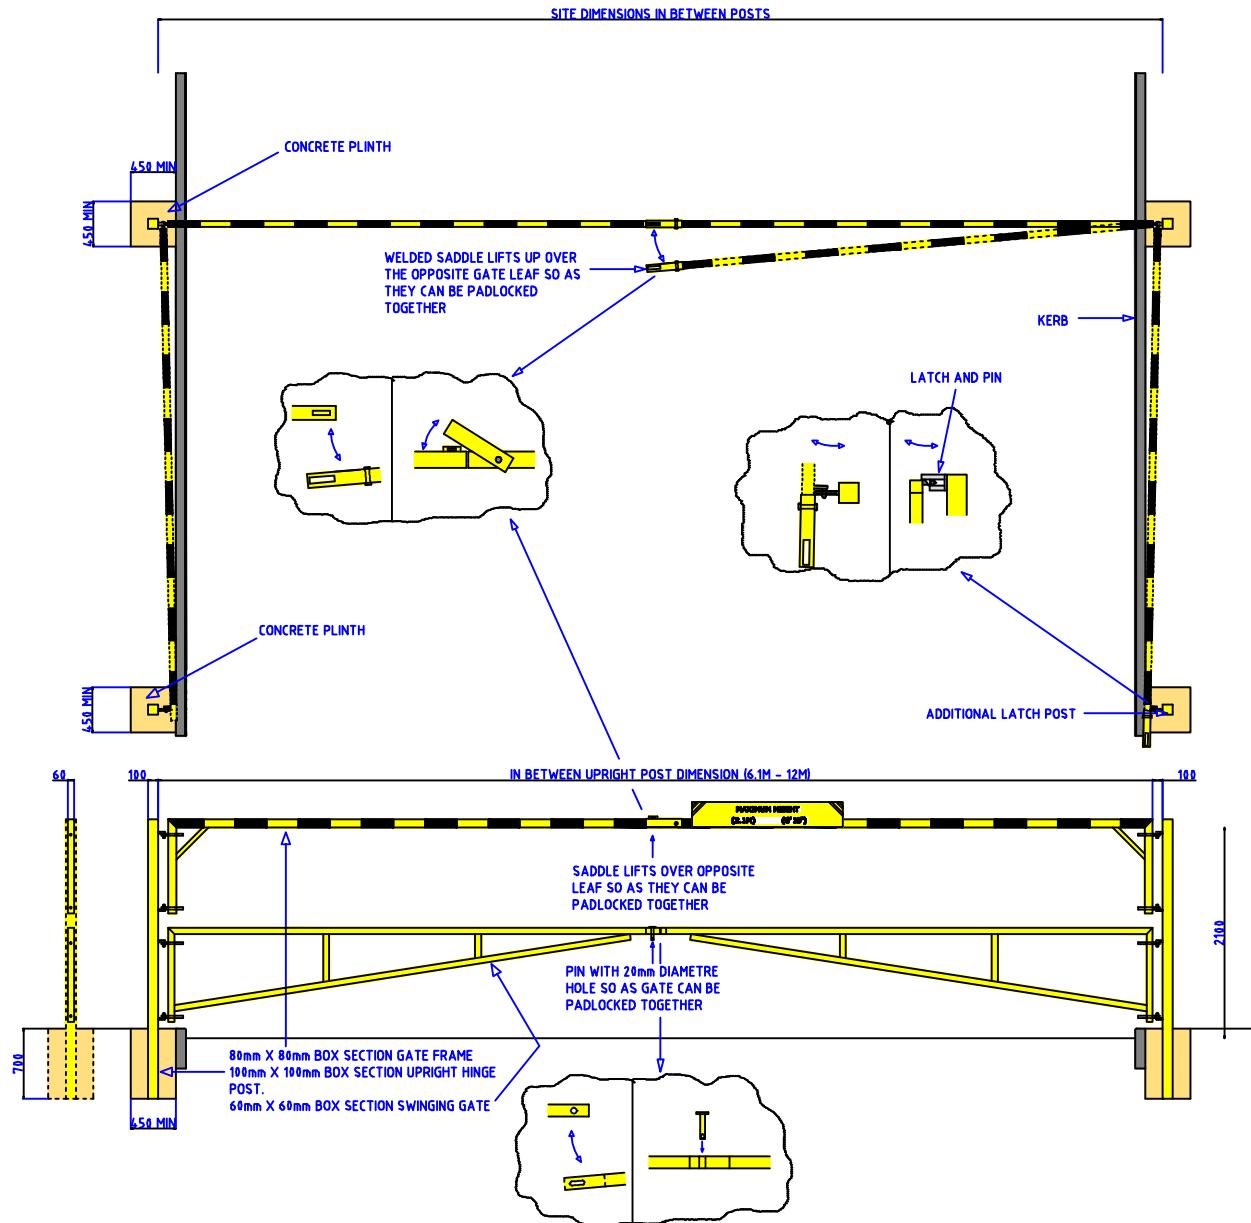 SITE DIMENSIONS IN BETWEEN POSTS
CONCRETE PLINTH
450 MIN
450 MIN
WELDED SADDLE LIFTS UP OVER
THE OPPOSITE GATE LEAF SO AS
THEY CAN BE PADLOCKED
TOGETHER
KERB
LATCH AND PIN
CONCRETE PLINTH
450 MIN
ADDITIONAL LATCH POST
60
100
IN BETWEEN UPRIGHT POST DIMENSION (6.1M - 12M)
100
MAXIMUM HEIGHT
SADDLE LIFTS OVER OPPOSITE
LEAF SO AS THEY CAN BE
PADLOCKED TOGETHER
2100
PIN WITH 20mm DIAMETRE
HOLE SO AS GATE CAN BE
PADLOCKED TOGETHER
700
80mm X 80mm BOX SECTION GATE FRAME
100mm X 100mm BOX SECTION UPRIGHT HINGE
POST.
60mm X 60mm BOX SECTION SWINGING GATE
450 MIN